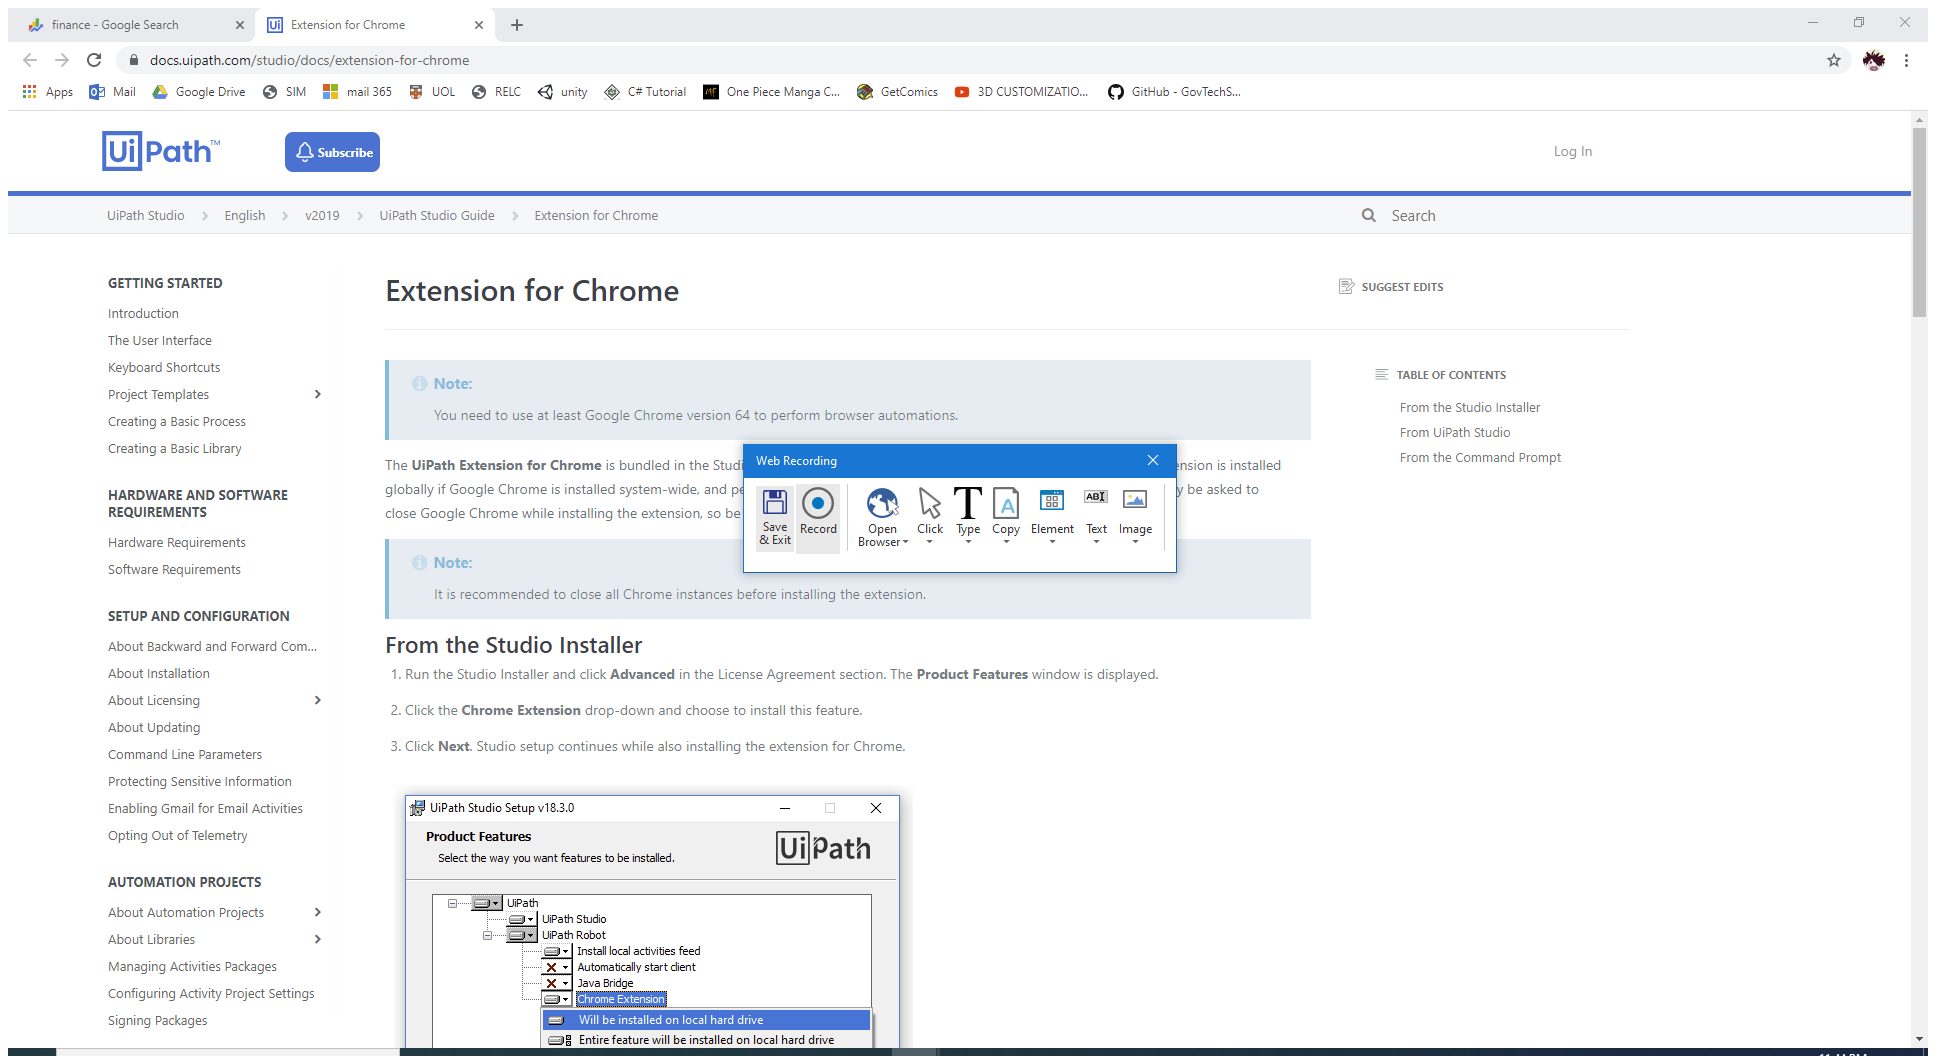 finance - Google Search
Extension for Chrome
docs.uipath.com/studio/docs/extension-for-chrome
Apps Mail Google Drive SIM mail 365 UOL RELC unity C# Tutorial One Piece Manga C... GetComics 3D CUSTOMIZATIO... GitHub - GovTechS...
UiPath™
Subscribe
Log In
UiPath Studio English v2019 UiPath Studio Guide Extension for Chrome
Search
GETTING STARTED
Introduction
The User Interface
Keyboard Shortcuts
Project Templates
Creating a Basic Process
Creating a Basic Library
HARDWARE AND SOFTWARE
REQUIREMENTS
Hardware Requirements
Software Requirements
SETUP AND CONFIGURATION
About Backward and Forward Com...
About Installation
About Licensing
About Updating
Command Line Parameters
Protecting Sensitive Information
Enabling Gmail for Email Activities
Opting Out of Telemetry
AUTOMATION PROJECTS
About Automation Projects
About Libraries
Managing Activities Packages
Configuring Activity Project Settings
Signing Packages
Extension for Chrome
Note:
You need to use at least Google Chrome version 64 to perform browser automations.
The UiPath Extension for Chrome is bundled in the Studi nsion is installed
globally if Google Chrome is installed system-wide, and pe y be asked to
close Google Chrome while installing the extension, so be
Web Recording
Save
& Exit
Record
Open
Browser
Click
Type
Copy
Element
ABI
Text
Image
Note:
It is recommended to close all Chrome instances before installing the extension.
From the Studio Installer
1. Run the Studio Installer and click Advanced in the License Agreement section. The Product Features window is displayed.
2. Click the Chrome Extension drop-down and choose to install this feature.
3. Click Next. Studio setup continues while also installing the extension for Chrome.
UiPath Studio Setup v18.3.0
Product Features
Select the way you want features to be installed.
UiPath
UiPath
UiPath Studio
UiPath Robot
Install local activities feed
Automatically start client
Java Bridge
Chrome Extension
Will be installed on local hard drive
Entire feature will be installed on local hard drive
SUGGEST EDITS
TABLE OF CONTENTS
From the Studio Installer
From UiPath Studio
From the Command Prompt